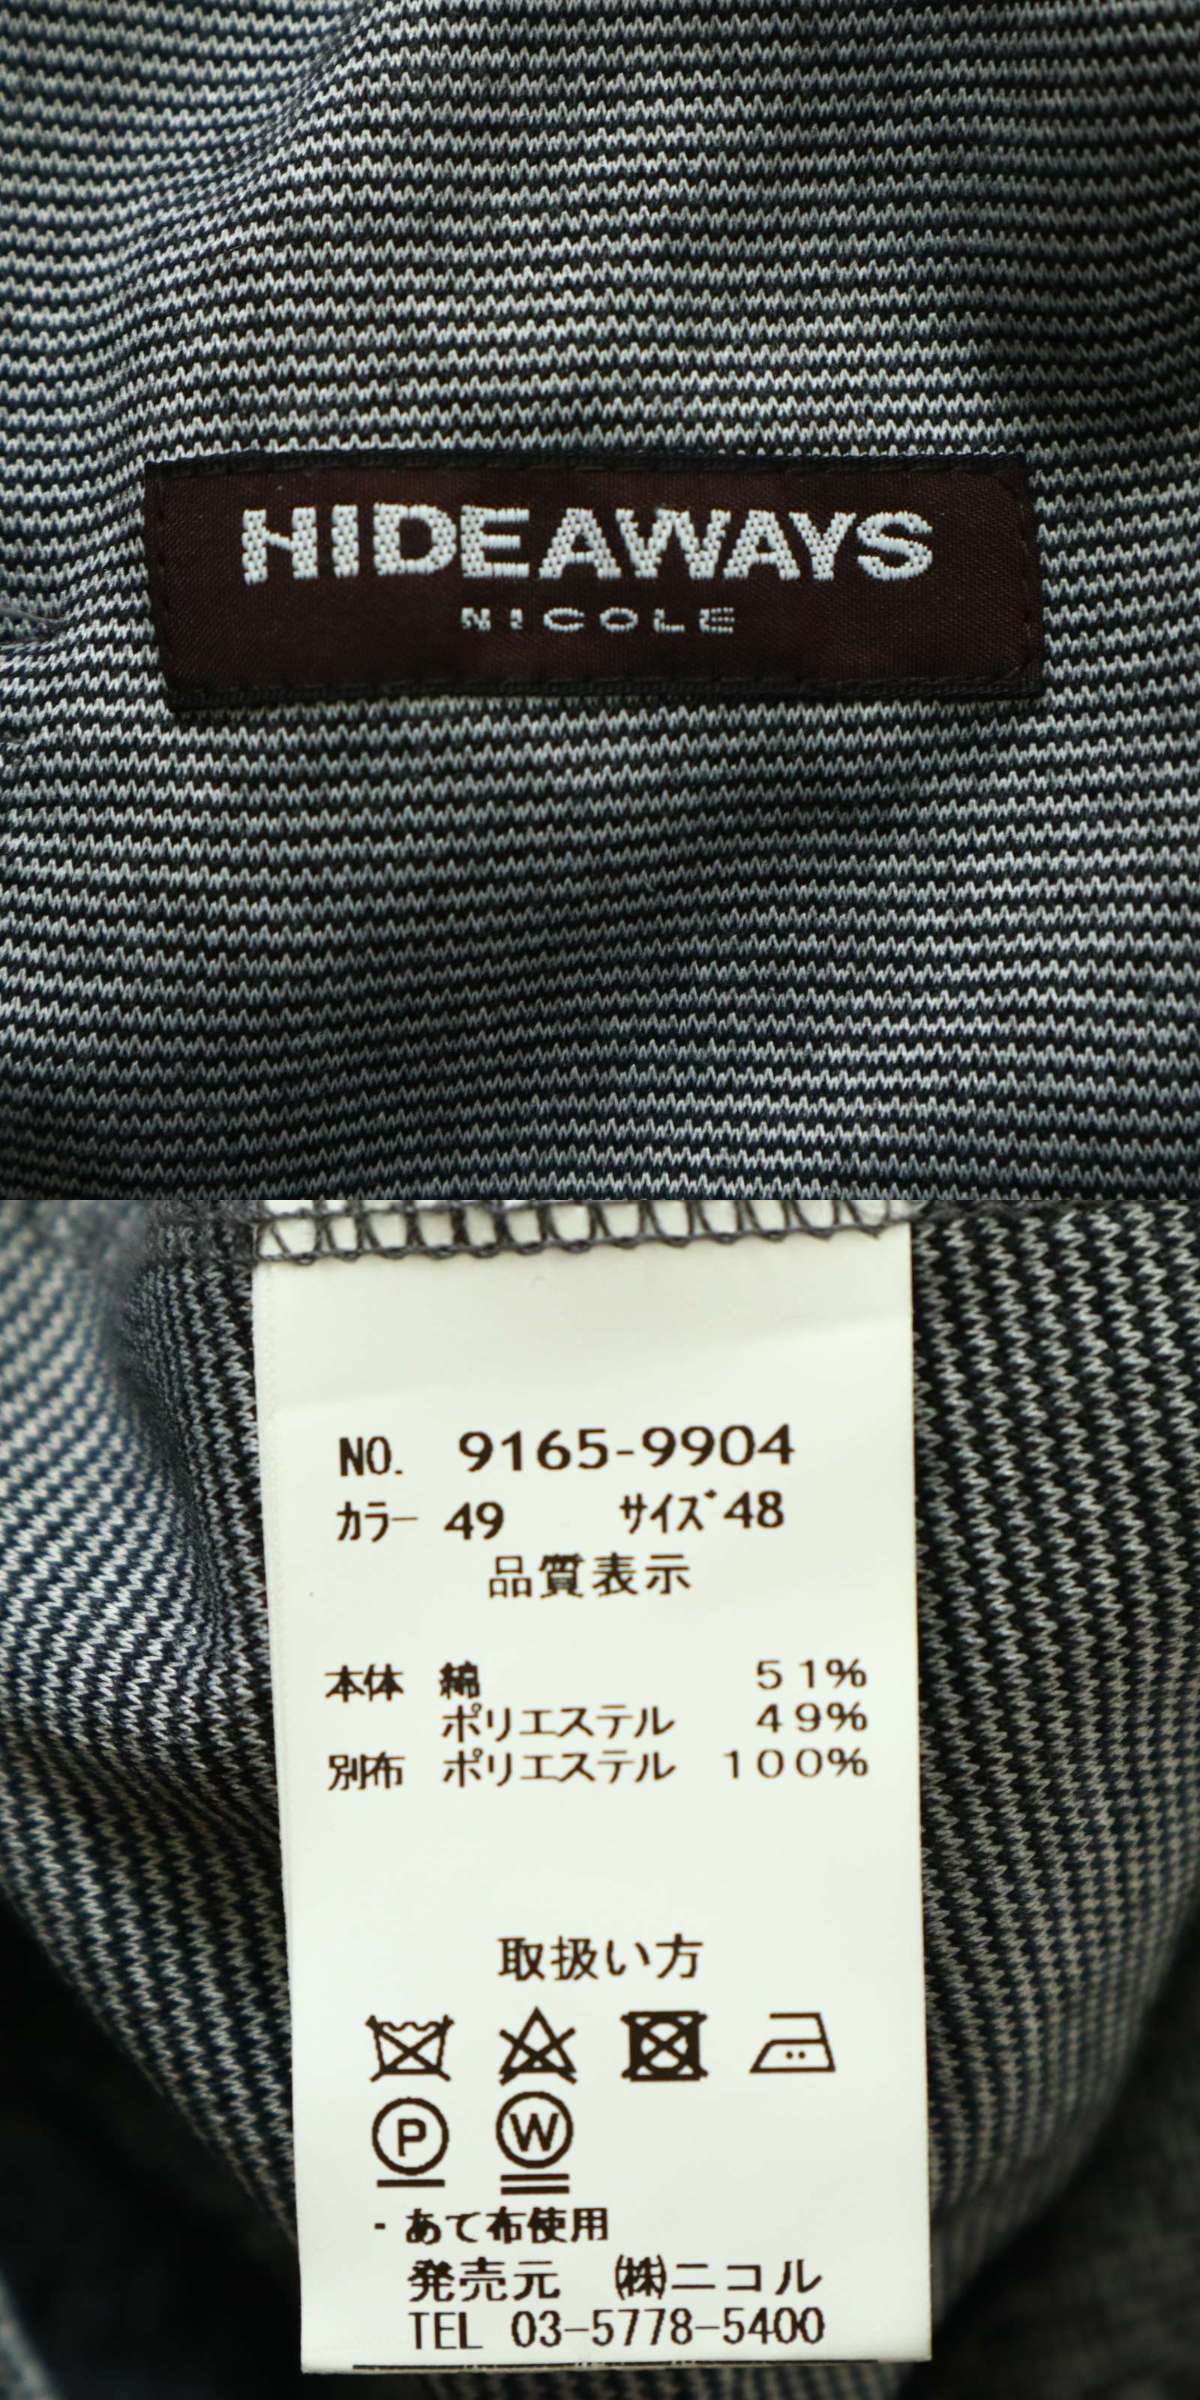 HIDEAWAYS
NICOLE
NO. 9165-9904
カラー 49 サイズ 48
品質表示
本体 綿 51%
ポリエステル 49%
別布 ポリエステル 100%
取扱い方
P W
・あて布使用
発売元 ㈱ニコル
TEL 03-5778-5400